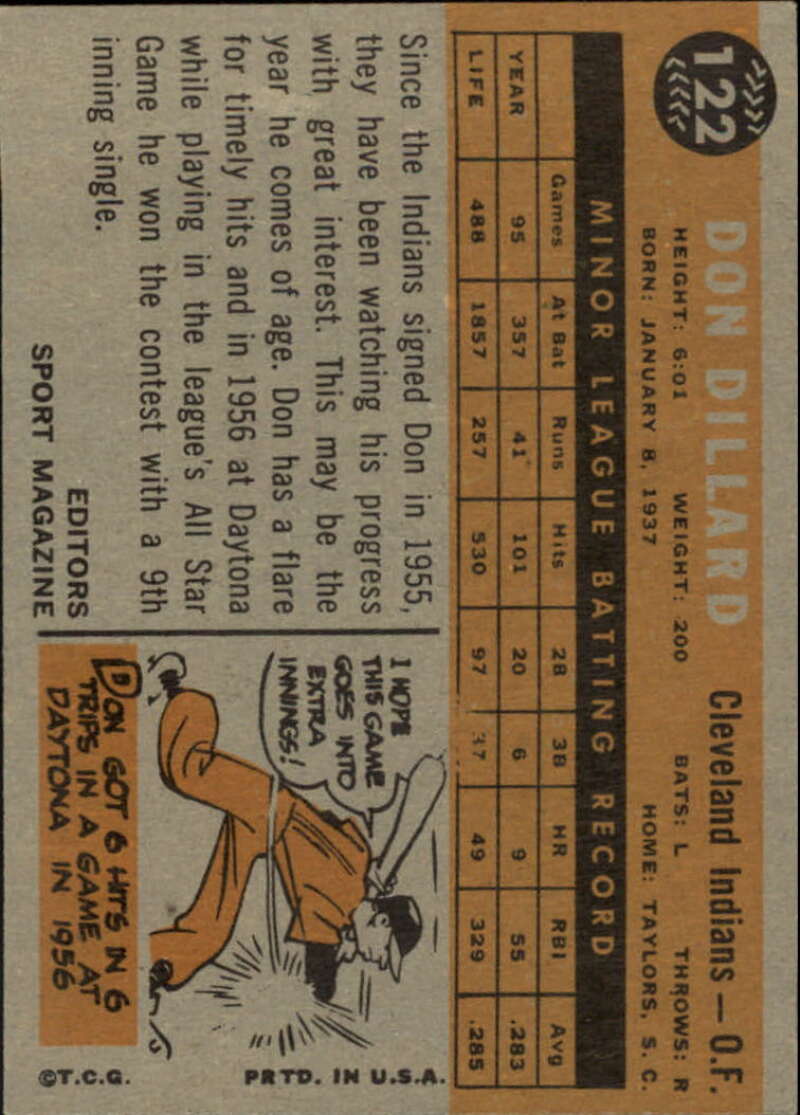 122
DON DILLARD Cleveland Indians — O.F.
HEIGHT: 6:01 WEIGHT: 200 BATS: L THROWS: R
BORN: JANUARY 8, 1937 HOME: TAYLORS, S. C.
MINOR LEAGUE BATTING RECORD
Games At Bat Runs Hits 2B 3B HR RBI Avg
YEAR 95 357 41 101 20 6 9 55 .283
LIFE 488 1857 257 530 97 37 49 329 .285
Since the Indians signed Don in 1955,
they have been watching his progress
with great interest. This may be the
year he comes of age. Don has a flare
for timely hits and in 1956 at Daytona
while playing in the league's All Star
Game he won the contest with a 9th
inning single.
EDITORS
SPORT MAGAZINE
I HOPE
THIS GAME
GOES INTO
EXTRA
INNINGS!
DON GOT 6 HITS IN 6
TRIPS IN A GAME AT
DAYTONA IN 1956
©T.C.G. PRTD. IN U.S.A.